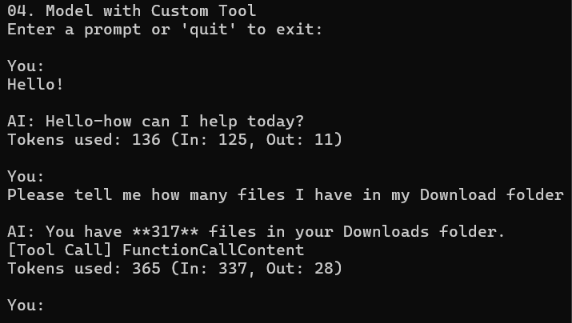 04. Model with Custom Tool
Enter a prompt or 'quit' to exit:
You:
Hello!
AI: Hello—how can I help today?
Tokens used: 136 (In: 125, Out: 11)
You:
Please tell me how many files I have in my Download folder
AI: You have **317** files in your Downloads folder.
[Tool Call] FunctionCallContent
Tokens used: 365 (In: 337, Out: 28)
You: